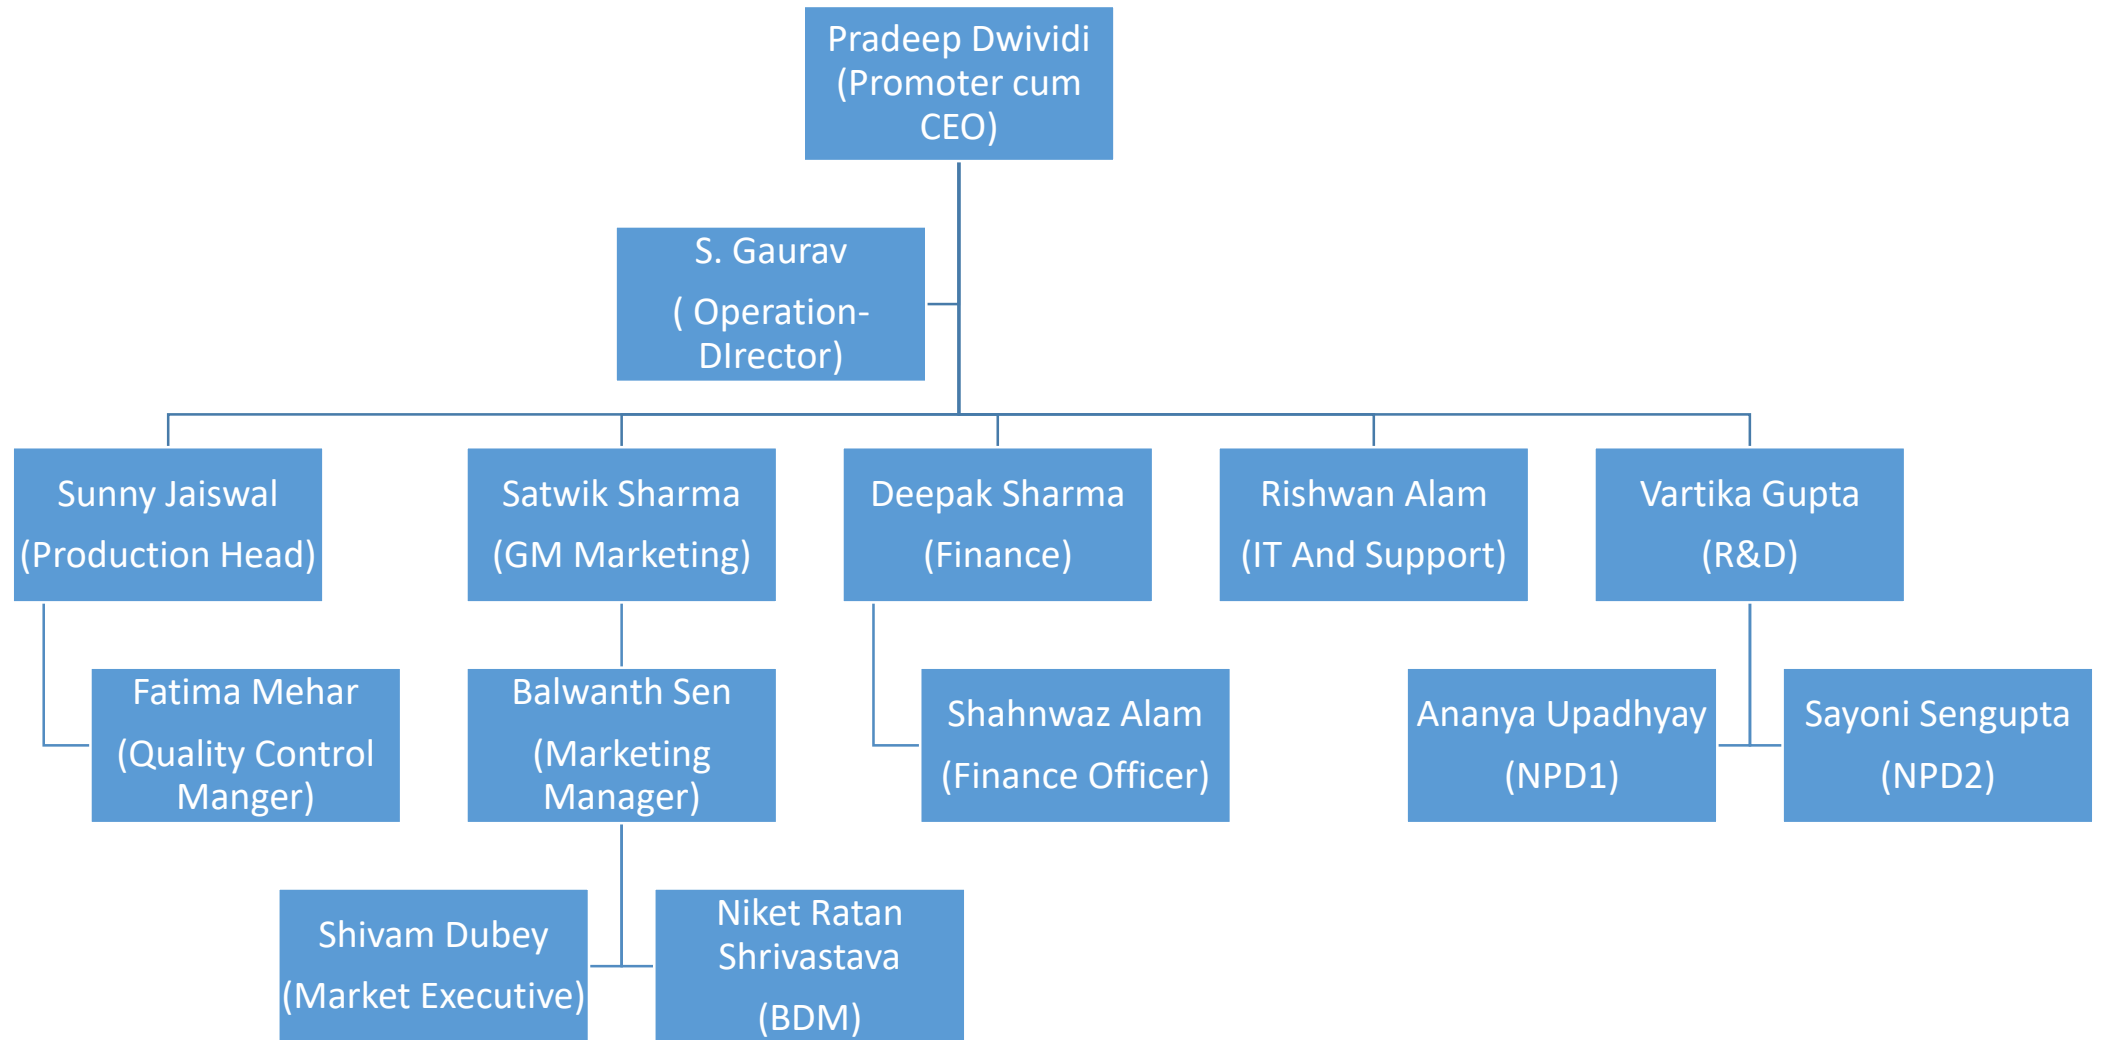 Pradeep Dwividi
(Promoter cum
CEO)
S. Gaurav
( Operation-
DIrector)
Sunny Jaiswal
(Production Head)
Satwik Sharma
(GM Marketing)
Deepak Sharma
(Finance)
Rishwan Alam
(IT And Support)
Vartika Gupta
(R&D)
Fatima Mehar
(Quality Control
Manger)
Balwanth Sen
(Marketing
Manager)
Shahnwaz Alam
(Finance Officer)
Ananya Upadhyay
(NPD1)
Sayoni Sengupta
(NPD2)
Shivam Dubey
(Market Executive)
Niket Ratan
Shrivastava
(BDM)